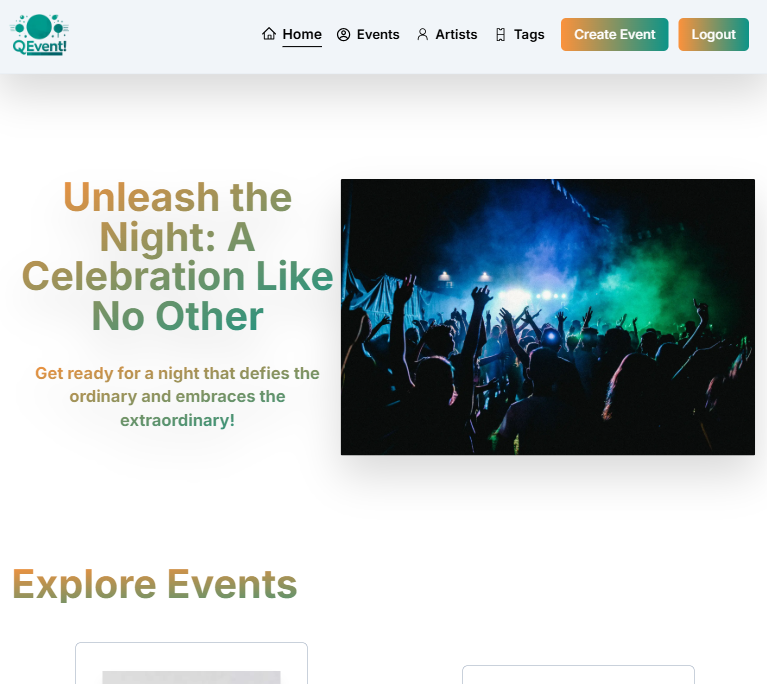 QEvent!
Home
Events
Artists
Tags
Create Event
Logout
Unleash the
Night: A
Celebration Like
No Other
Get ready for a night that defies the
ordinary and embraces the
extraordinary!
Explore Events